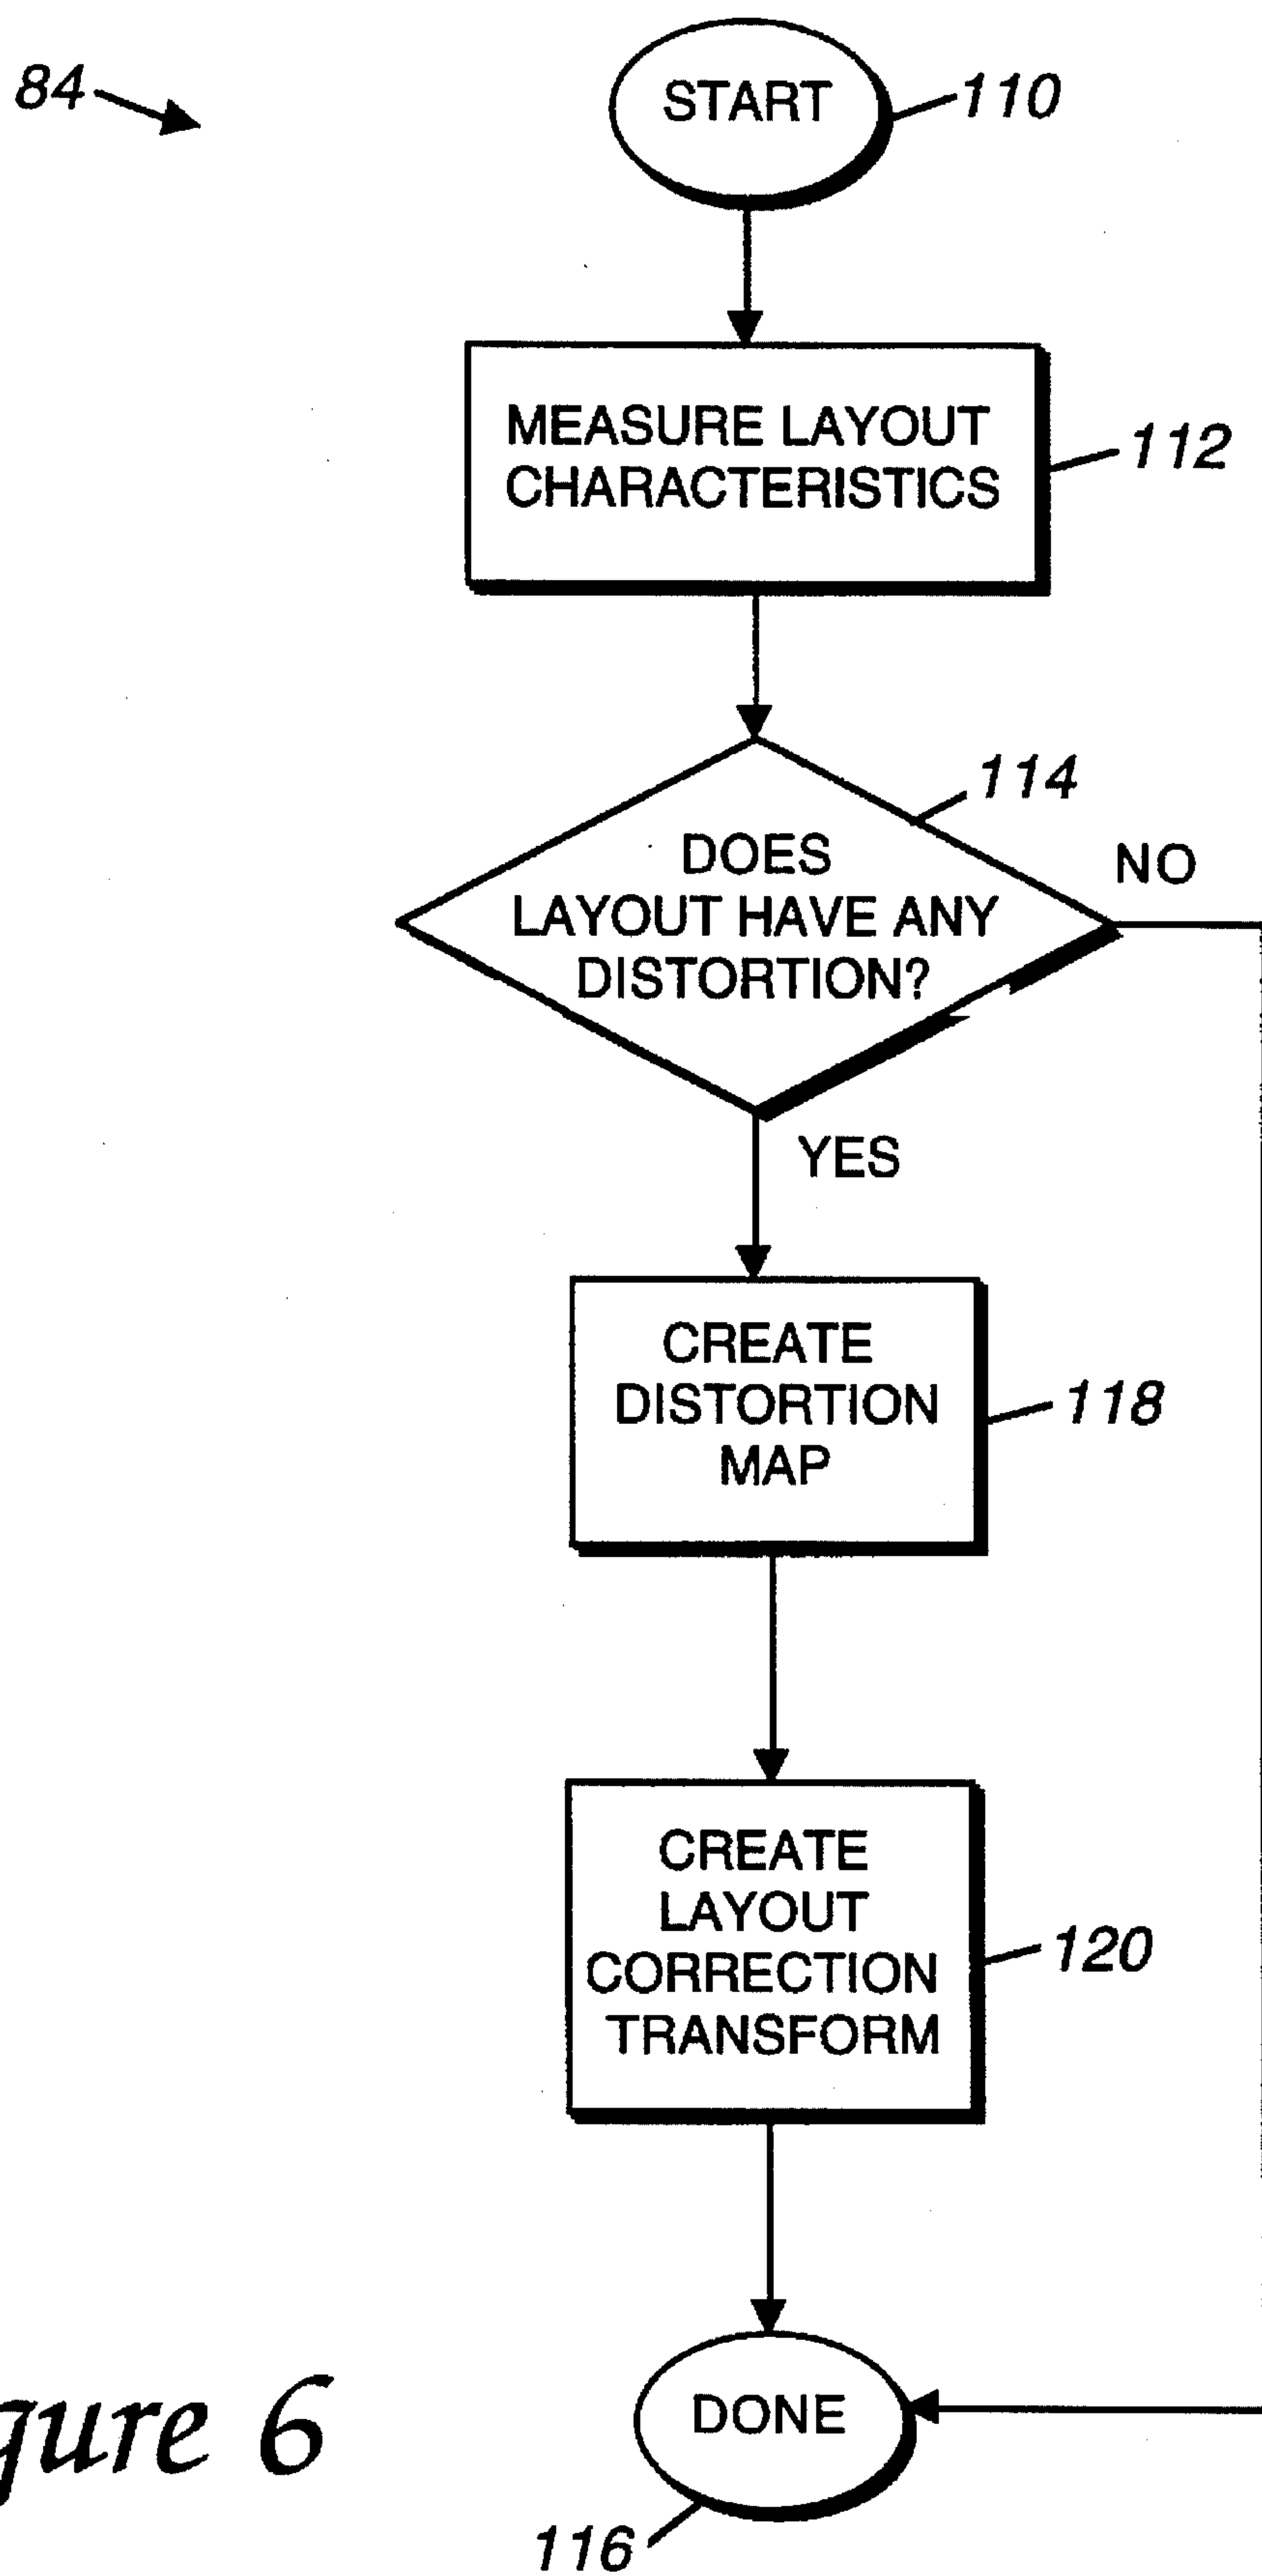 84
START
110
MEASURE LAYOUT
CHARACTERISTICS
112
114
DOES
LAYOUT HAVE ANY
DISTORTION?
NO
YES
CREATE
DISTORTION
MAP
118
CREATE
LAYOUT
CORRECTION
TRANSFORM
120
DONE
gure 6
116